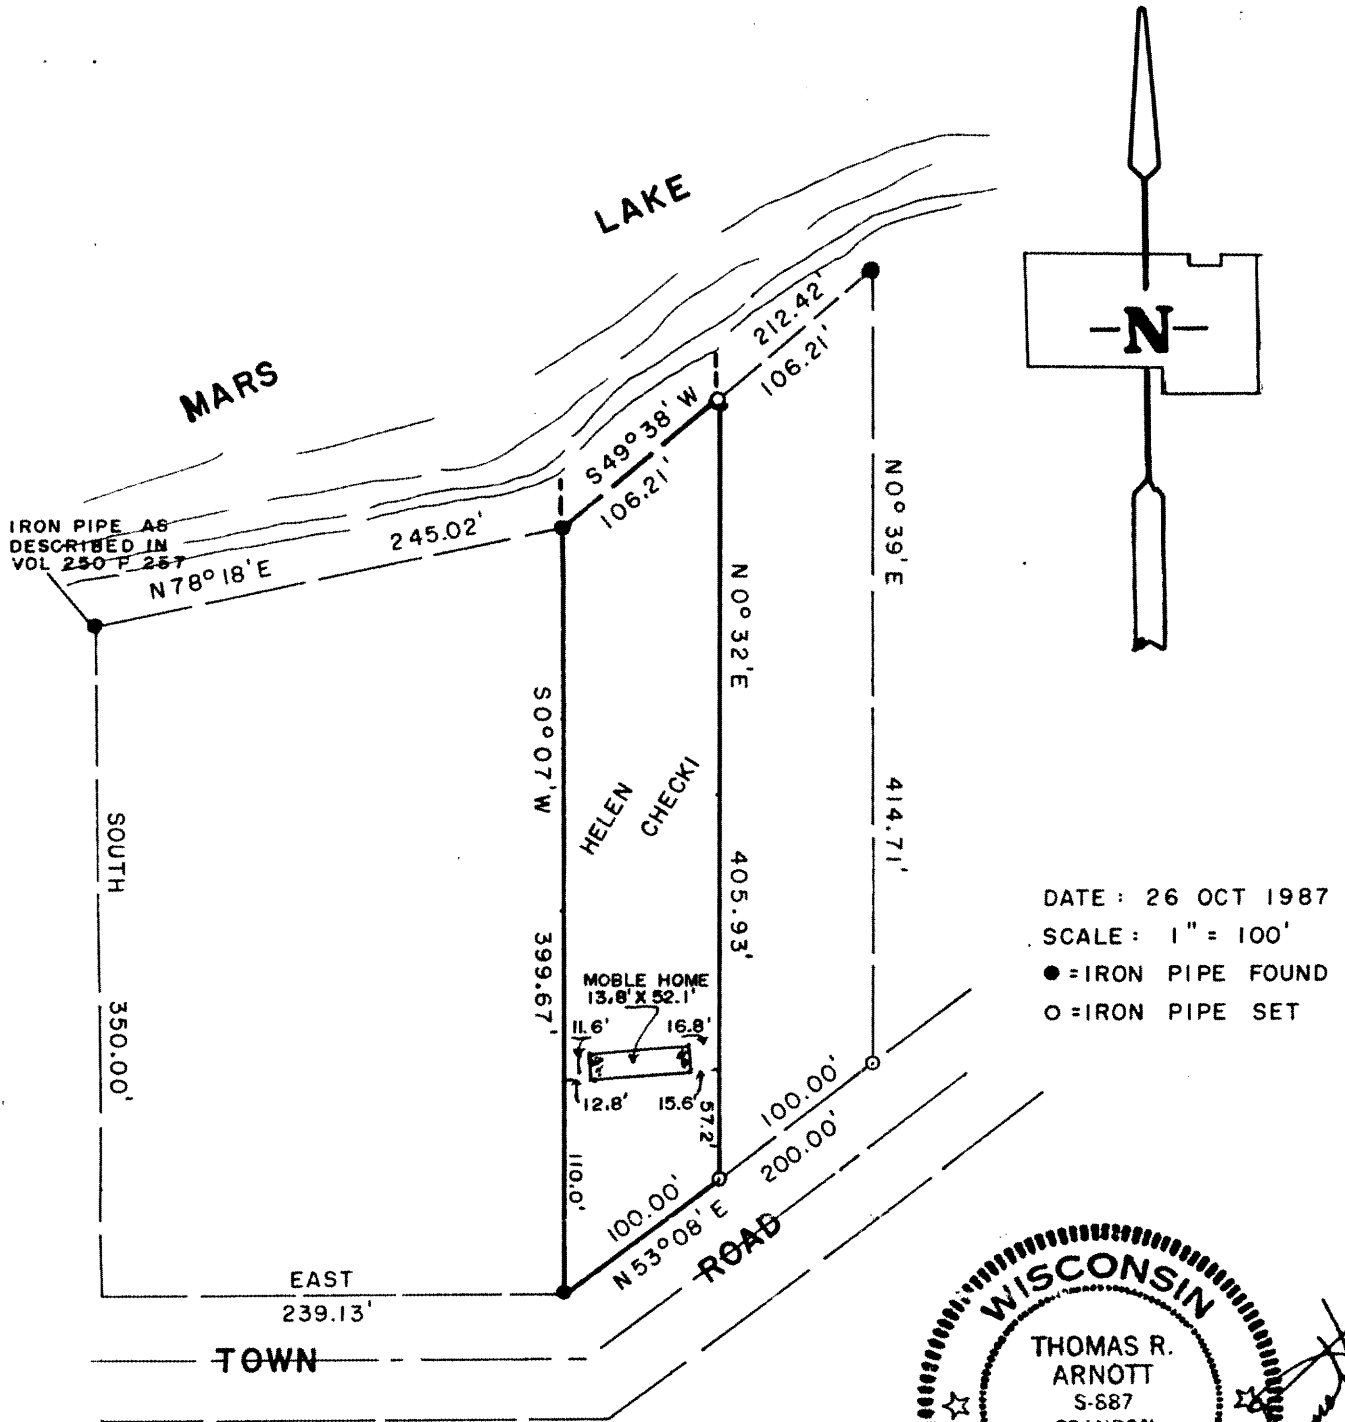 LAKE
MARS
N
212.42'
106.21'
S49° 38' W
106.21'
IRON PIPE AS
DESCRIBED IN
VOL 250 P 257
245.02'
N78° 18' E
N0° 39' E
414.71'
N0° 32' E
405.93'
S0° 07' W
399.67'
HELEN
CHECKI
SOUTH
350.00'
DATE : 26 OCT 1987
SCALE : 1" = 100'
● = IRON PIPE FOUND
○ = IRON PIPE SET
MOBLE HOME
13.8' X 52.1'
11.6'
16.8'
12.8'
15.6'
57.2'
110.0'
100.00'
200.00'
100.00'
N 53° 08' E
ROAD
EAST
239.13'
TOWN
WISCONSIN
THOMAS R.
ARNOTT
S-887